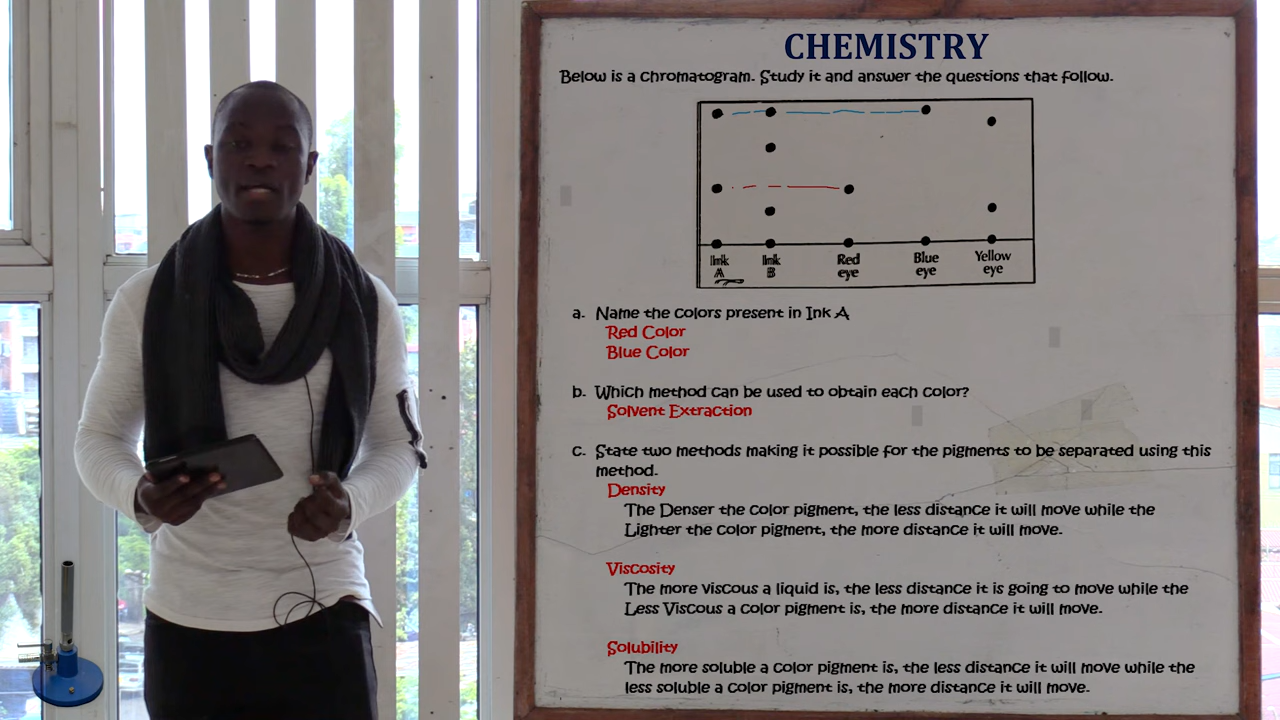 CHEMISTRY
Below is a chromatogram. Study it and answer the questions that follow.
Ink A
Ink B
Red eye
Blue eye
Yellow eye
a. Name the colors present in Ink A
Red Color
Blue Color
b. Which method can be used to obtain each color?
Solvent Extraction
c. State two methods making it possible for the pigments to be separated using this
method.
Density
The Denser the color pigment, the less distance it will move while the
Lighter the color pigment, the more distance it will move.
Viscosity
The more viscous a liquid is, the less distance it is going to move while the
Less Viscous a color pigment is, the more distance it will move.
Solubility
The more soluble a color pigment is, the less distance it will move while the
less soluble a color pigment is, the more distance it will move.